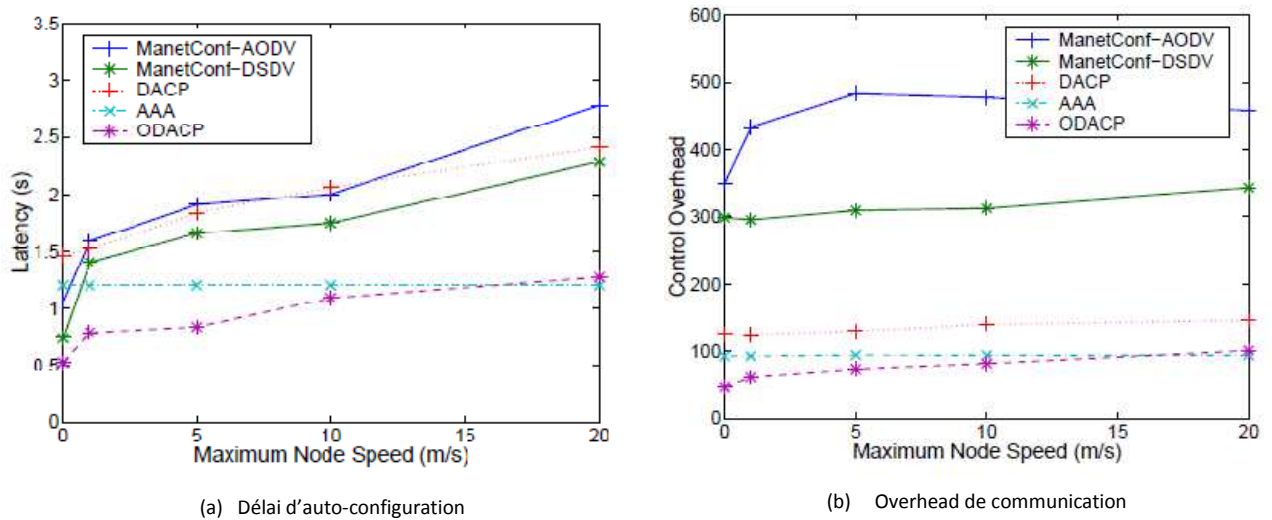 3.5
3
2.5
2
1.5
1
0.5
0
Latency (s)
ManetConf-AODV
ManetConf-DSDV
DACP
AAA
ODACP
0 5 10 15 20
Maximum Node Speed (m/s)
(a) Délai d'auto-configuration
600
500
400
300
200
100
0
Control Overhead
ManetConf-AODV
ManetConf-DSDV
DACP
AAA
ODACP
0 5 10 15 20
Maximum Node Speed (m/s)
(b) Overhead de communication